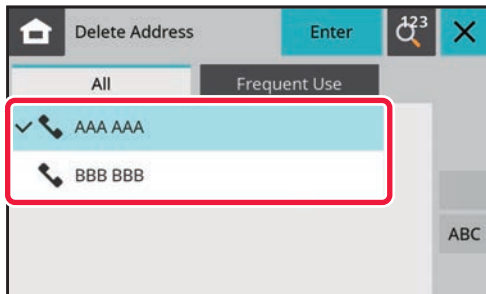 Delete Address Enter 123
All Frequent Use
AAA AAA
BBB BBB
ABC